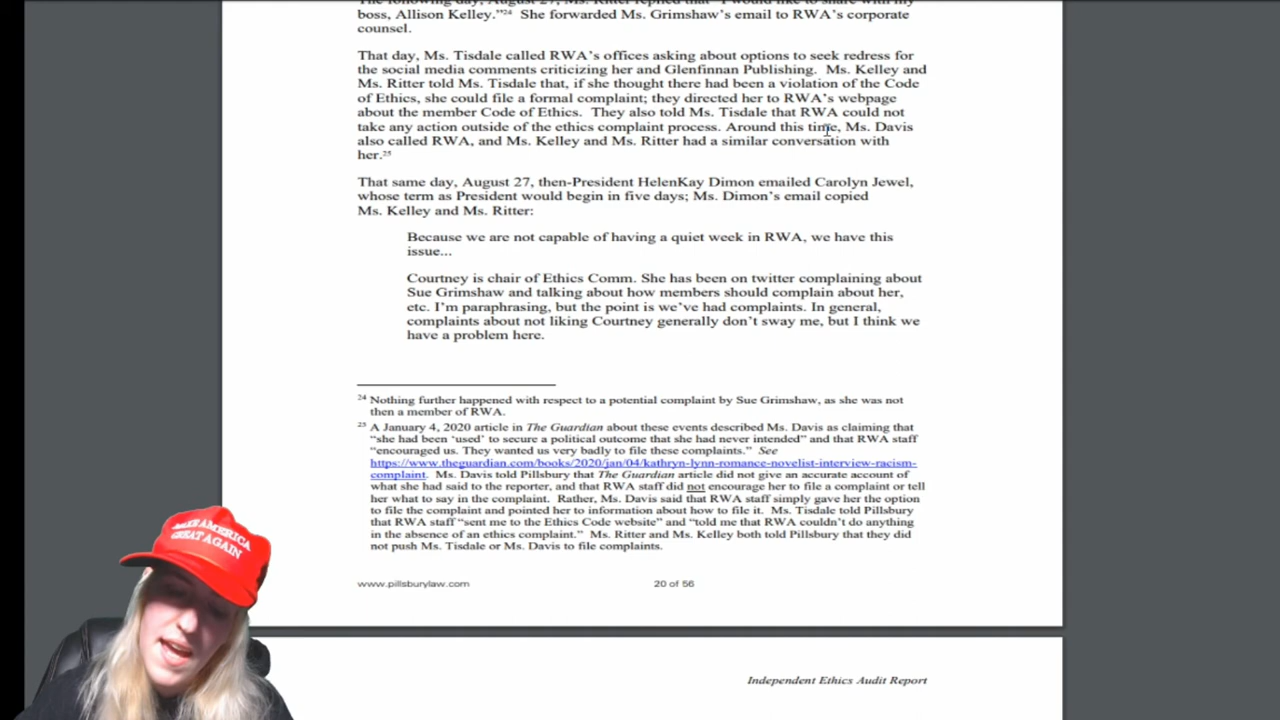 The following day, August 27, Ms. Ritter replied that "I would like to share with my
boss, Allison Kelley."24 She forwarded Ms. Grimshaw's email to RWA's corporate
counsel.
That day, Ms. Tisdale called RWA's offices asking about options to seek redress for
the social media comments criticizing her and Glenfinnan Publishing. Ms. Kelley and
Ms. Ritter told Ms. Tisdale that, if she thought there had been a violation of the Code
of Ethics, she could file a formal complaint; they directed her to RWA's webpage
about the member Code of Ethics. They also told Ms. Tisdale that RWA could not
take any action outside of the ethics complaint process. Around this time, Ms. Davis
also called RWA, and Ms. Kelley and Ms. Ritter had a similar conversation with
her.25
That same day, August 27, then-President HelenKay Dimon emailed Carolyn Jewel,
whose term as President would begin in five days; Ms. Dimon's email copied
Ms. Kelley and Ms. Ritter:
Because we are not capable of having a quiet week in RWA, we have this
issue...
Courtney is chair of Ethics Comm. She has been on twitter complaining about
Sue Grimshaw and talking about how members should complain about her,
etc. I'm paraphrasing, but the point is we've had complaints. In general,
complaints about not liking Courtney generally don't sway me, but I think we
have a problem here.
24 Nothing further happened with respect to a potential complaint by Sue Grimshaw, as she was not
then a member of RWA.
25 A January 4, 2020 article in The Guardian about these events described Ms. Davis as claiming that
"she had been 'used' to secure a political outcome that she had never intended" and that RWA staff
"encouraged us. They wanted us very badly to file these complaints." See
https://www.theguardian.com/books/2020/jan/04/kathryn-lynn-romance-novelist-interview-racism-
complaint. Ms. Davis told Pillsbury that The Guardian article did not give an accurate account of
what she had said to the reporter, and that RWA staff did not encourage her to file a complaint or tell
her what to say in the complaint. Rather, Ms. Davis said that RWA staff simply gave her the option
to file the complaint and pointed her to information about how to file it. Ms. Tisdale told Pillsbury
that RWA staff "sent me to the Ethics Code website" and "told me that RWA couldn't do anything
in the absence of an ethics complaint." Ms. Ritter and Ms. Kelley both told Pillsbury that they did
not push Ms. Tisdale or Ms. Davis to file complaints.
MAKE AMERICA
GREAT AGAIN
www.pillsburylaw.com
20 of 56
Independent Ethics Audit Report